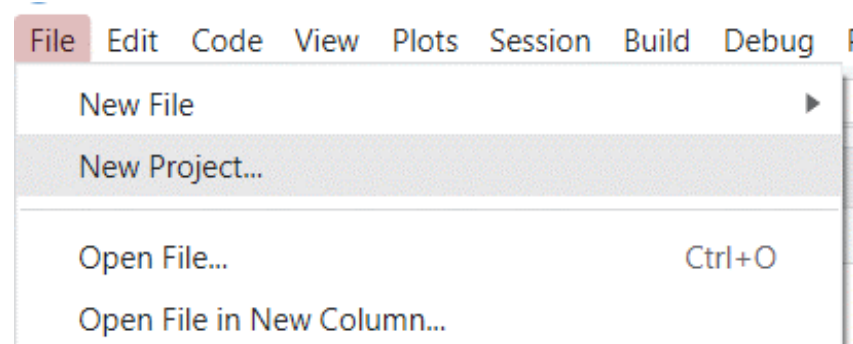 File Edit Code View Plots Session Build Debug
New File
New Project...
Open File... Ctrl+O
Open File in New Column...